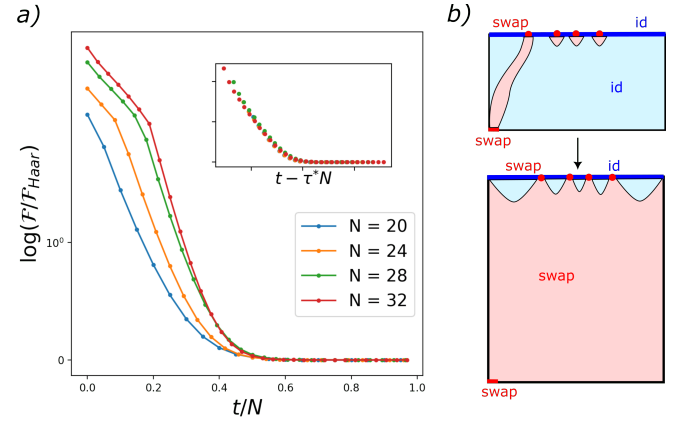 a)
log(ℱ/ℱ_Haar)
10⁰
0
0.0 0.2 0.4 0.6 0.8 1.0
t/N
t − τ*N
N = 20
N = 24
N = 28
N = 32
b)
swap id
id
swap
swap id
swap
swap